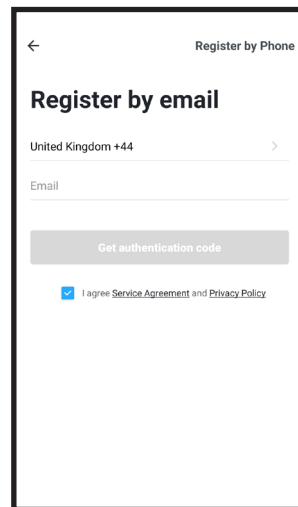 Register by Phone
Register by email
United Kingdom +44
Email
Get authentication code
I agree Service Agreement and Privacy Policy